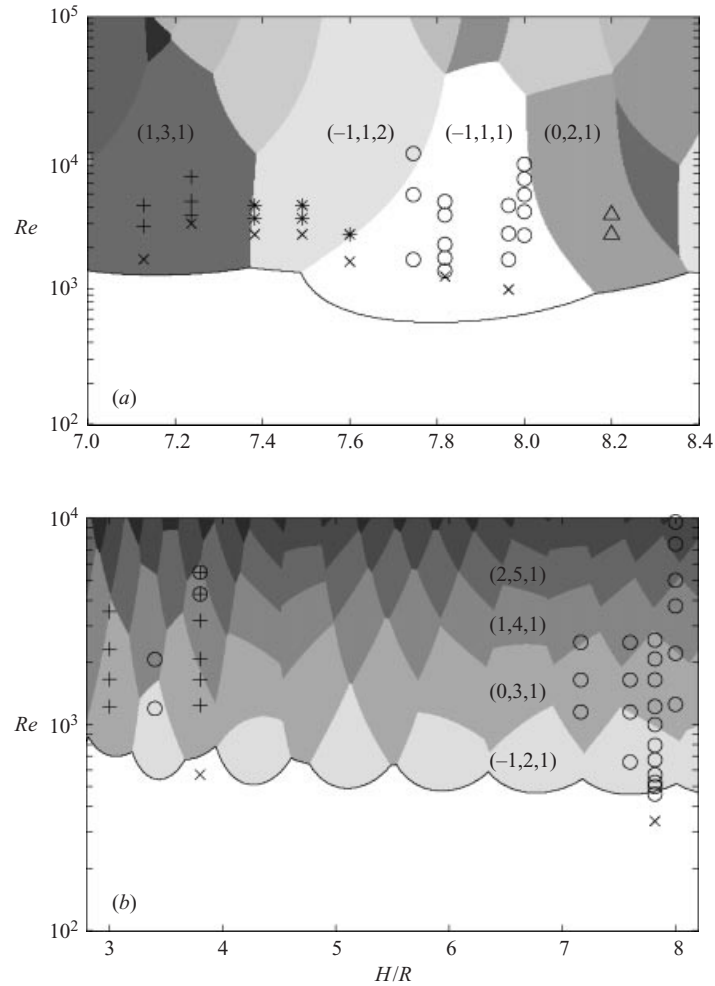 10^5
(1,3,1)
(–1,1,2)
(–1,1,1)
(0,2,1)
10^4
Re
10^3
(a)
10^2
7.0 7.2 7.4 7.6 7.8 8.0 8.2 8.4
10^4
(2,5,1)
(1,4,1)
Re
(0,3,1)
10^3
(–1,2,1)
(b)
10^2
3 4 5 6 7 8
H/R